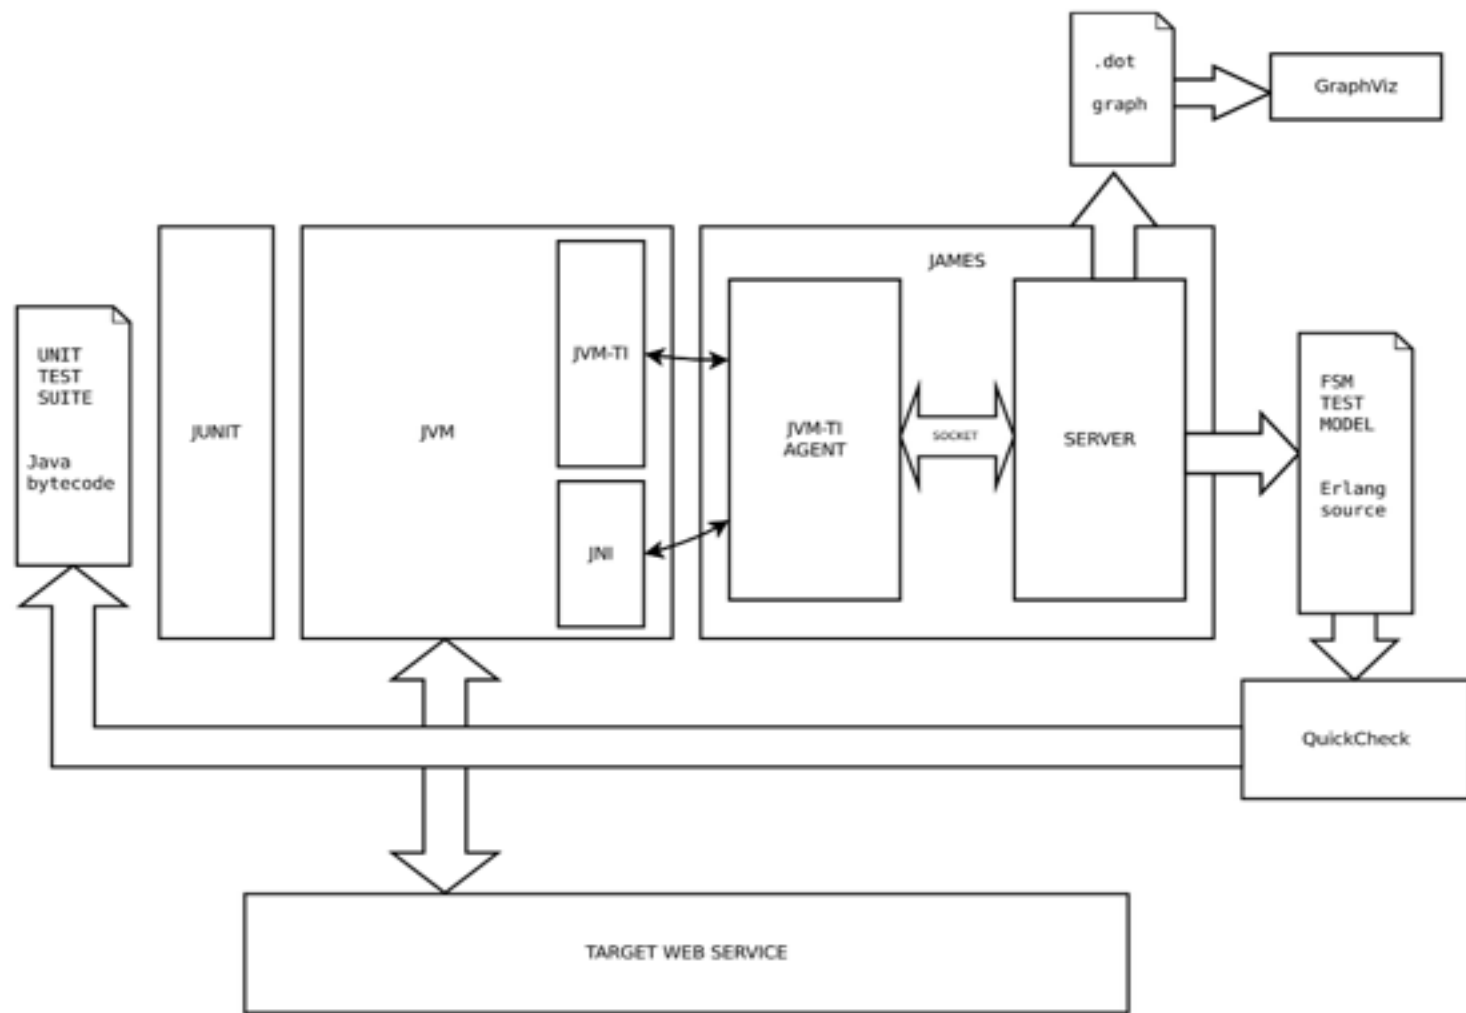 .dot
graph
GraphViz
JAMES
UNIT
TEST
SUITE
Java
bytecode
JUNIT
JVM
JVM-TI
JNI
JVM-TI
AGENT
SOCKET
SERVER
FSM
TEST
MODEL
Erlang
source
QuickCheck
TARGET WEB SERVICE